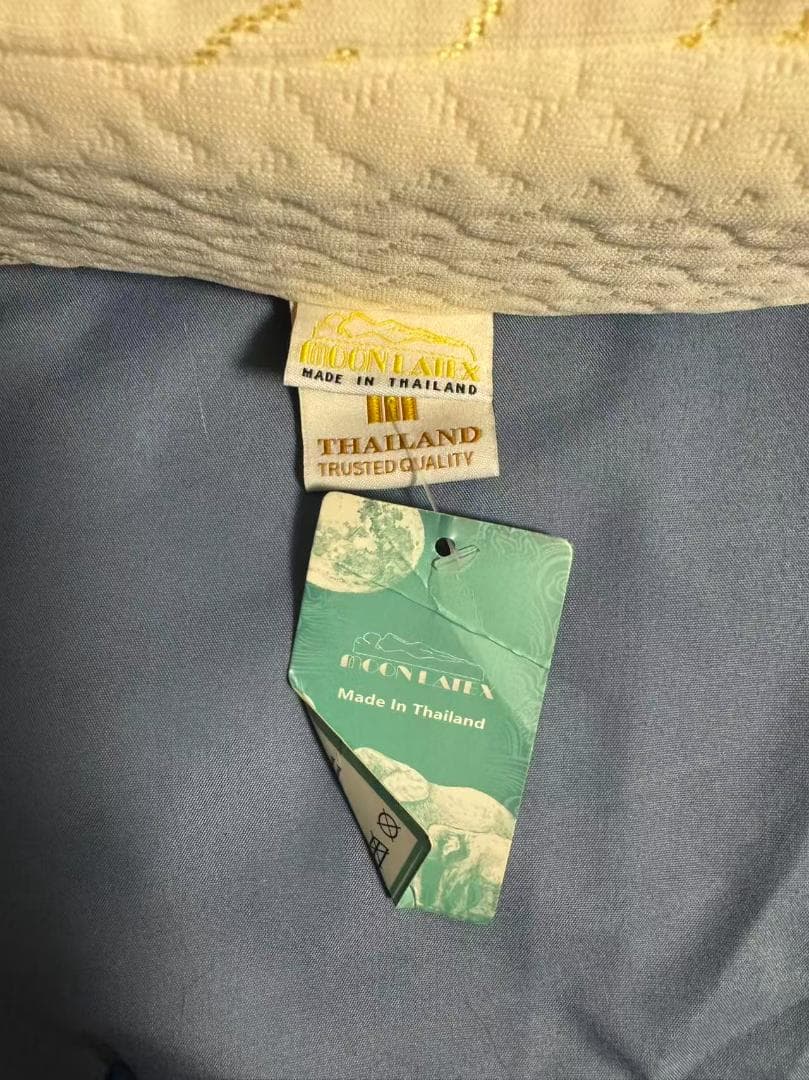 MOON LATEX
MADE IN THAILAND
THAILAND
TRUSTED QUALITY
MOON LATEX
Made In Thailand